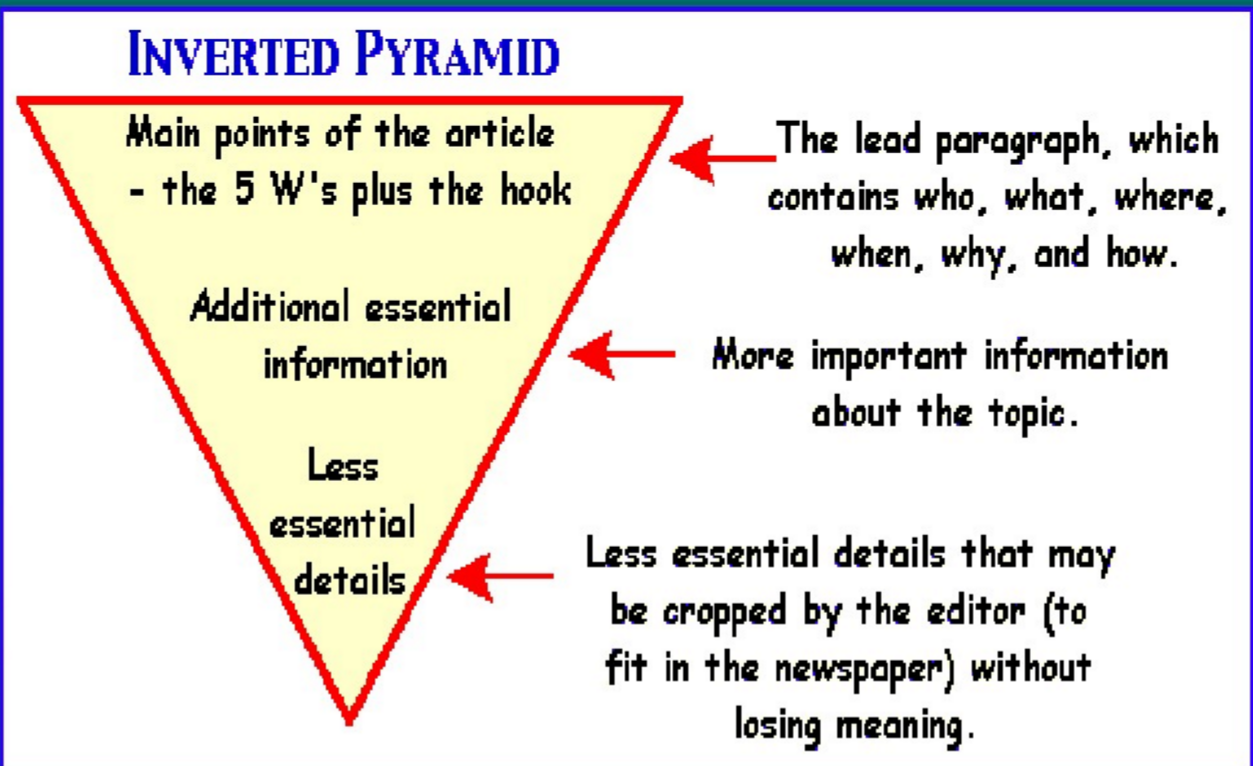 INVERTED PYRAMID
Main points of the article
- the 5 W's plus the hook
The lead paragraph, which
contains who, what, where,
when, why, and how.
Additional essential
information
More important information
about the topic.
Less
essential
details
Less essential details that may
be cropped by the editor (to
fit in the newspaper) without
losing meaning.